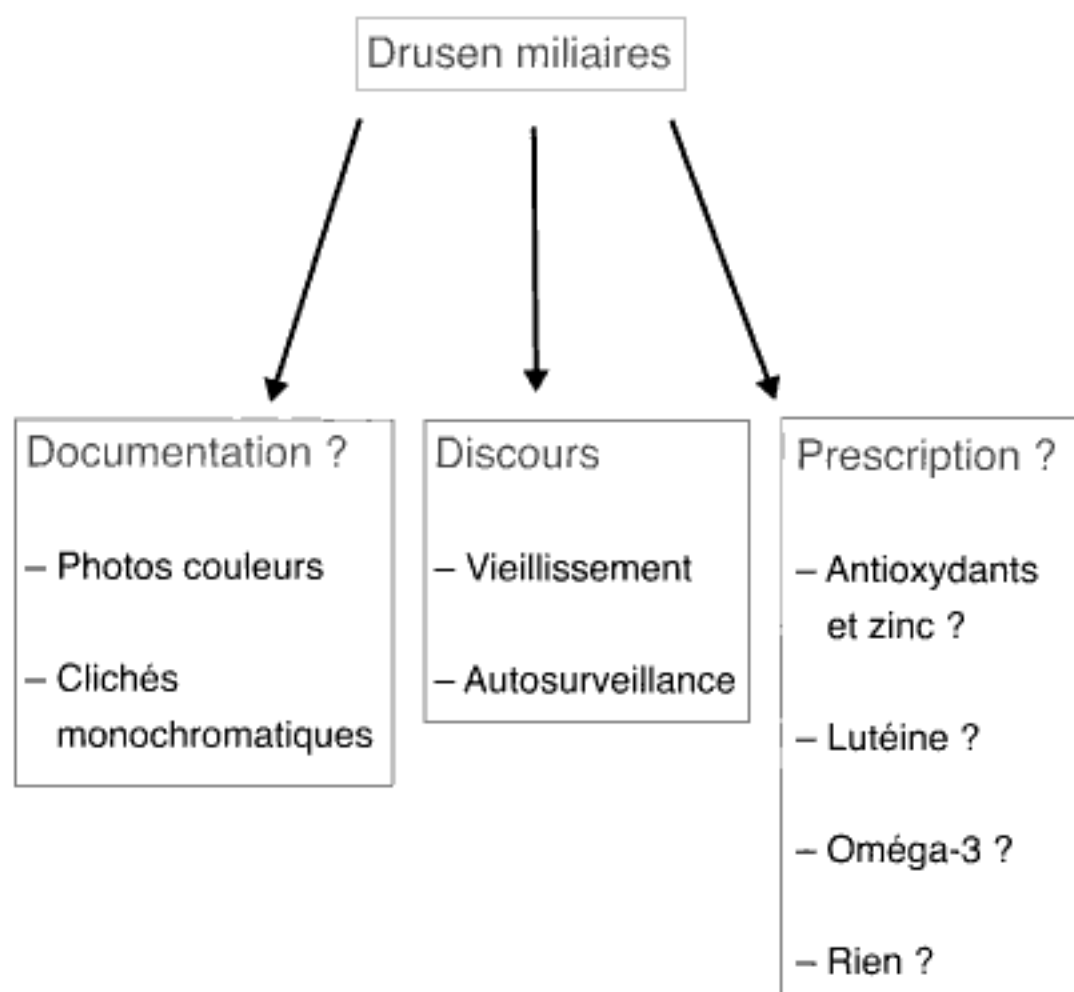 Drusen miliaires
Documentation ?
– Photos couleurs
– Clichés
monochromatiques
Discours
– Vieillissement
– Autosurveillance
Prescription ?
– Antioxydants
et zinc ?
– Lutéine ?
– Oméga-3 ?
– Rien ?